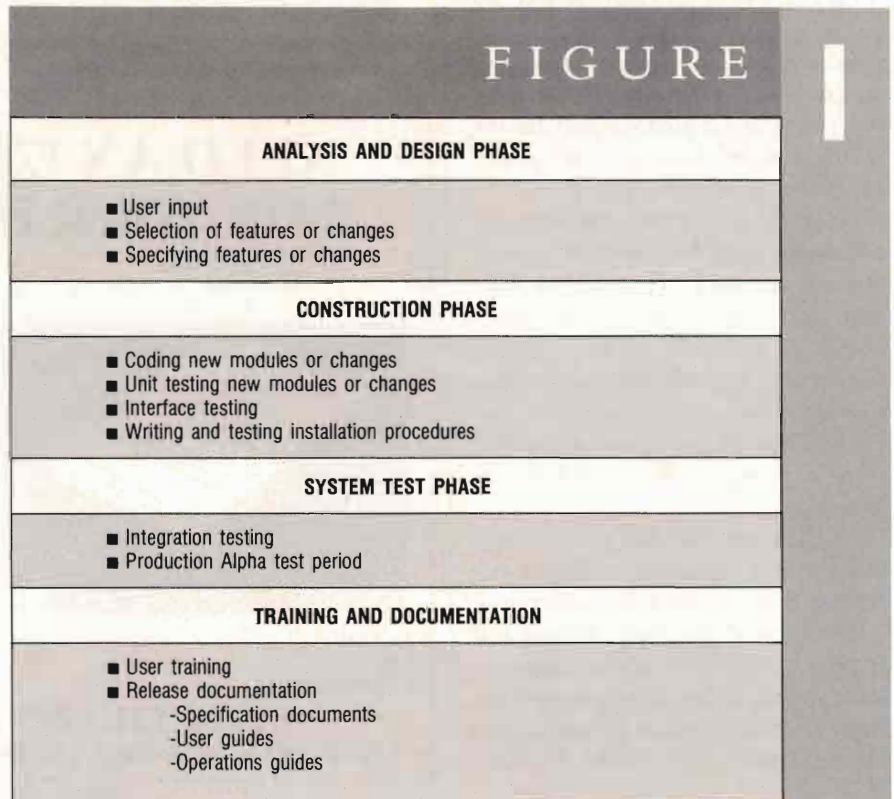 FIGURE 1
ANALYSIS AND DESIGN PHASE
■ User input
■ Selection of features or changes
■ Specifying features or changes
CONSTRUCTION PHASE
■ Coding new modules or changes
■ Unit testing new modules or changes
■ Interface testing
■ Writing and testing installation procedures
SYSTEM TEST PHASE
■ Integration testing
■ Production Alpha test period
TRAINING AND DOCUMENTATION
■ User training
■ Release documentation
-Specification documents
-User guides
-Operations guides